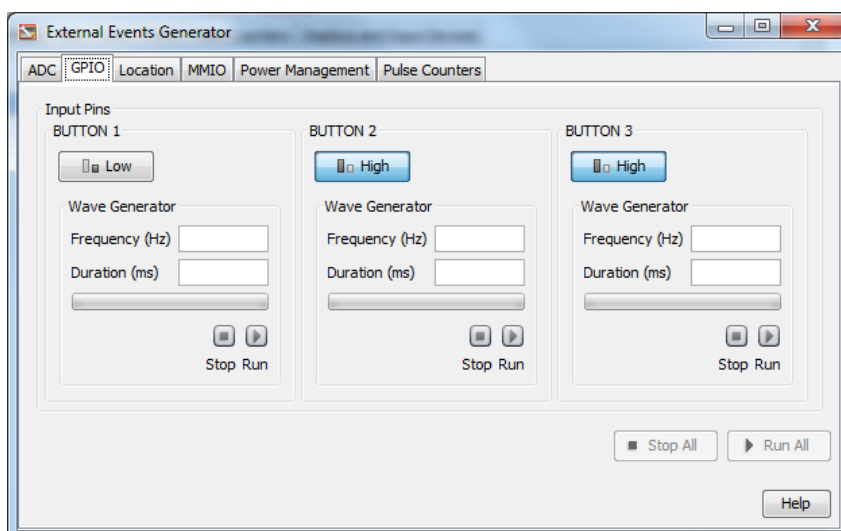 External Events Generator
ADC GPIO Location MMIO Power Management Pulse Counters
Input Pins
BUTTON 1 BUTTON 2 BUTTON 3
Low High High
Wave Generator Wave Generator Wave Generator
Frequency (Hz) Frequency (Hz) Frequency (Hz)
Duration (ms) Duration (ms) Duration (ms)
Stop Run Stop Run Stop Run
Stop All Run All
Help